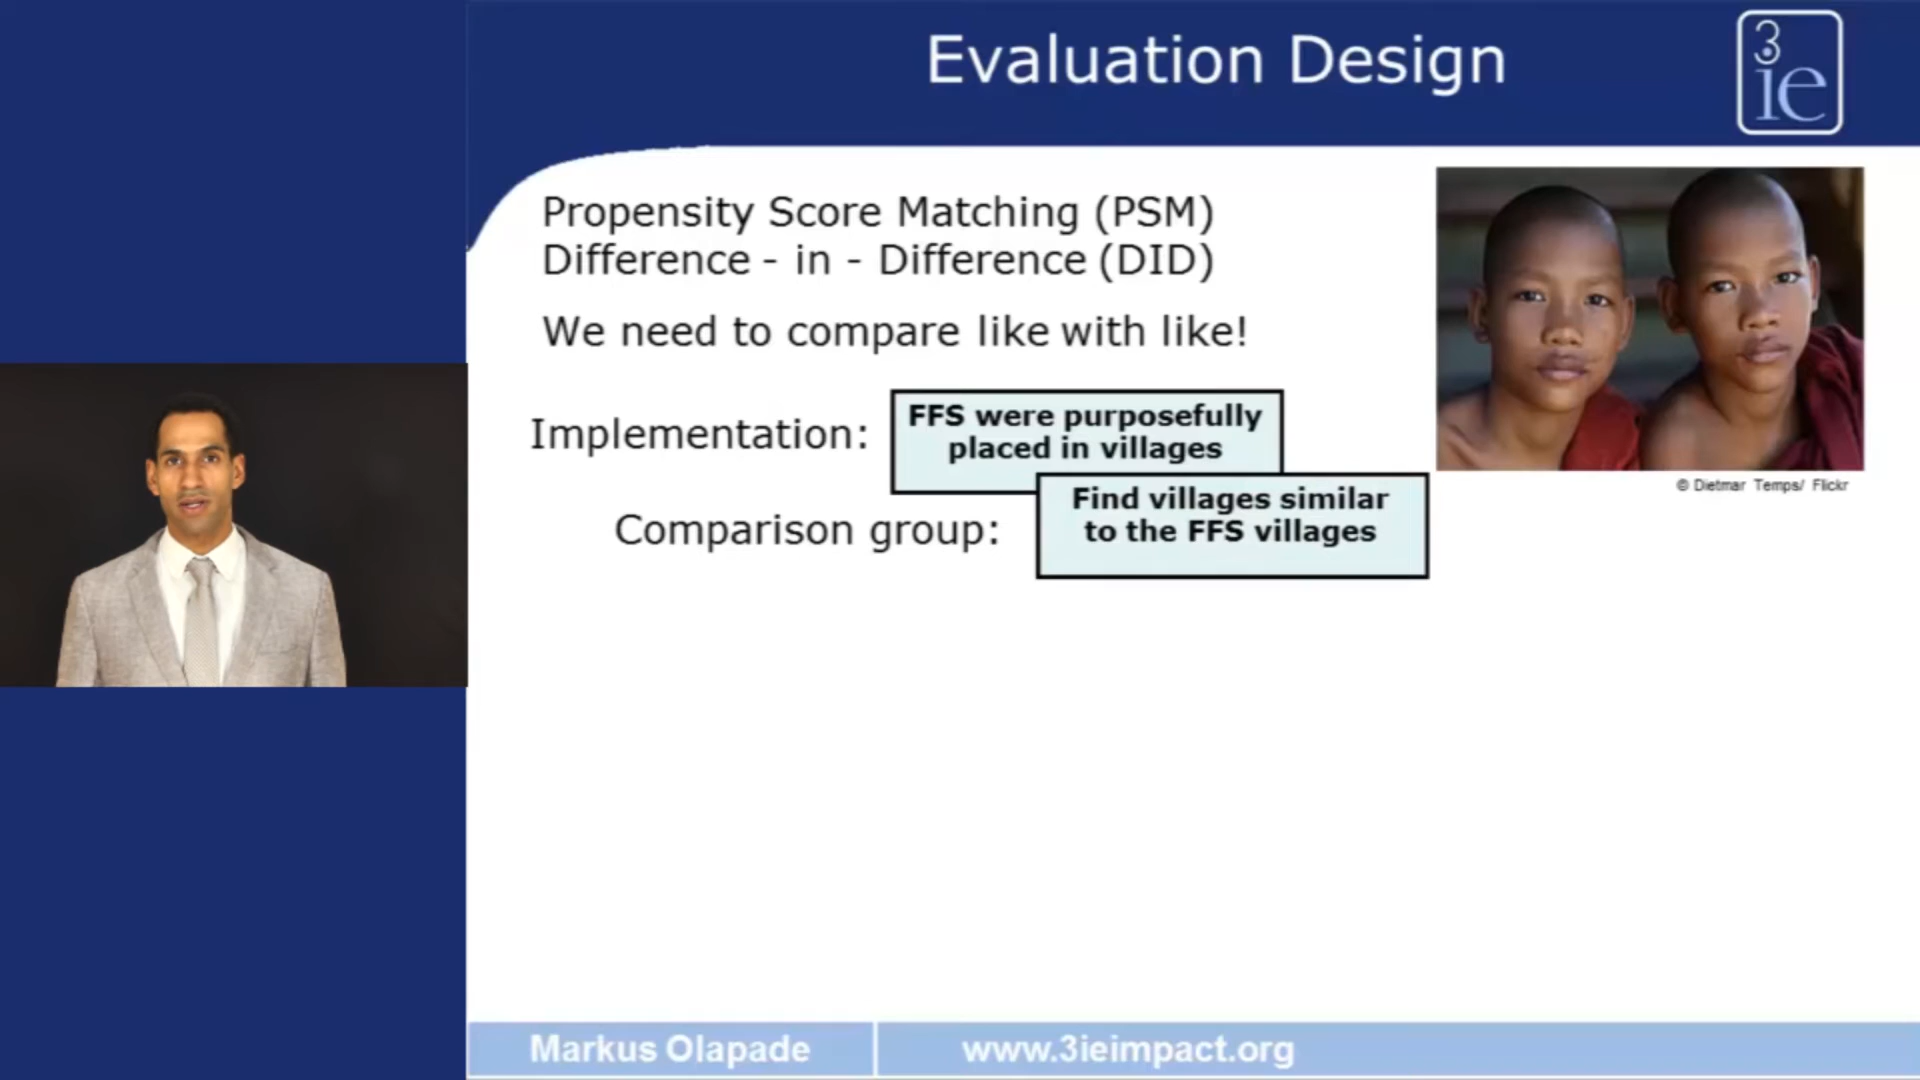 Evaluation Design
3
ie
Propensity Score Matching (PSM)
Difference - in - Difference (DID)
We need to compare like with like!
Implementation:
FFS were purposefully
placed in villages
Comparison group:
Find villages similar
to the FFS villages
© Dietmar Temps/ Flickr
Markus Olapade
www.3ieimpact.org